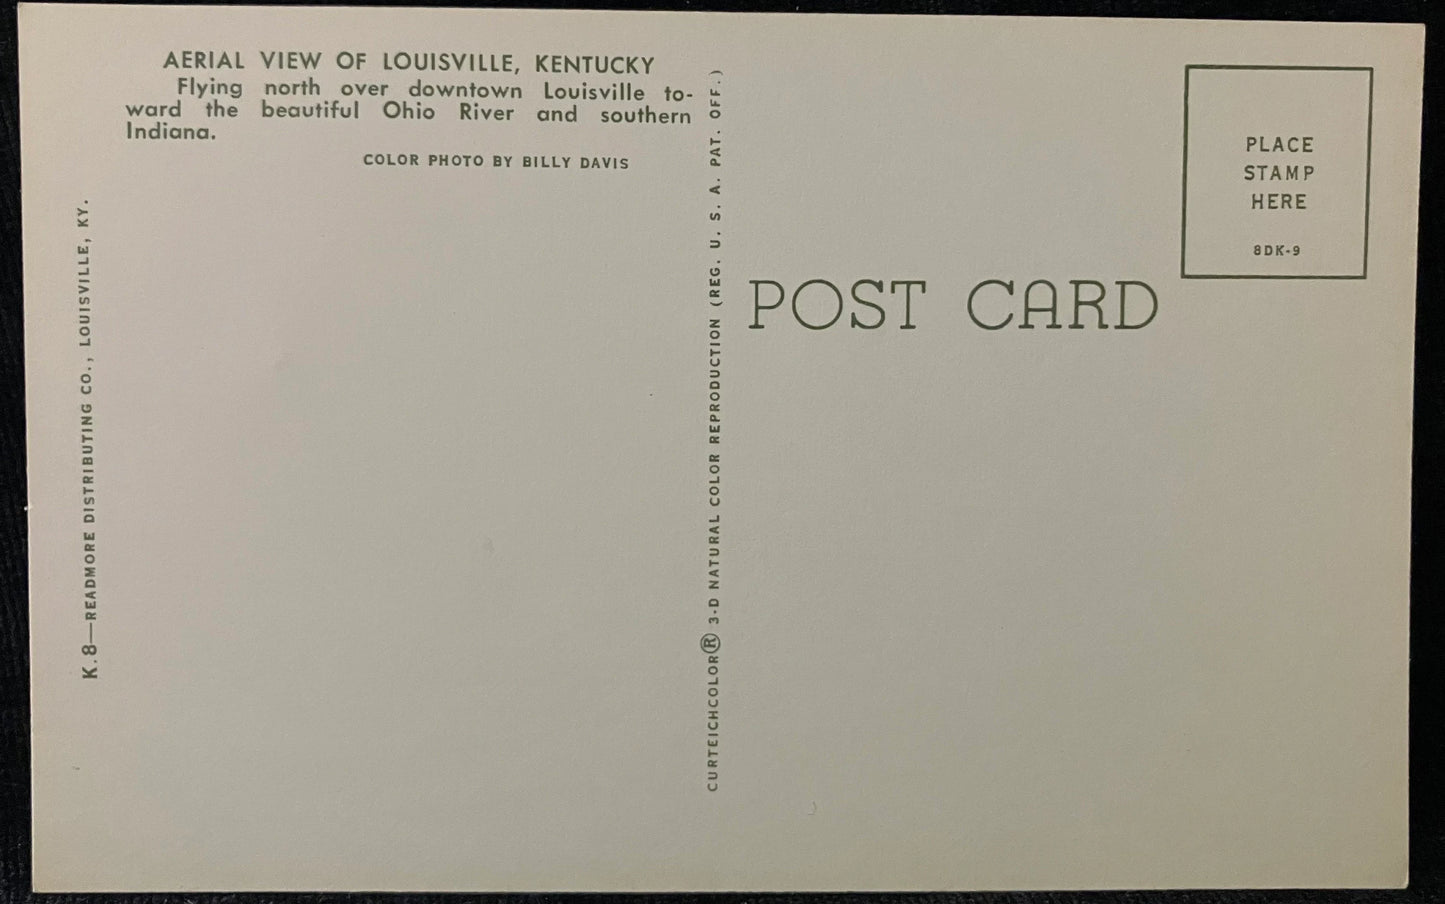 AERIAL VIEW OF LOUISVILLE, KENTUCKY
Flying north over downtown Louisville to-
ward the beautiful Ohio River and southern
Indiana.
COLOR PHOTO BY BILLY DAVIS
K.8—READMORE DISTRIBUTING CO., LOUISVILLE, KY.
CURTEICHCOLOR® 3-D NATURAL COLOR REPRODUCTION (REG. U. S. A. PAT. OFF.)
POST CARD
PLACE
STAMP
HERE
8DK-9